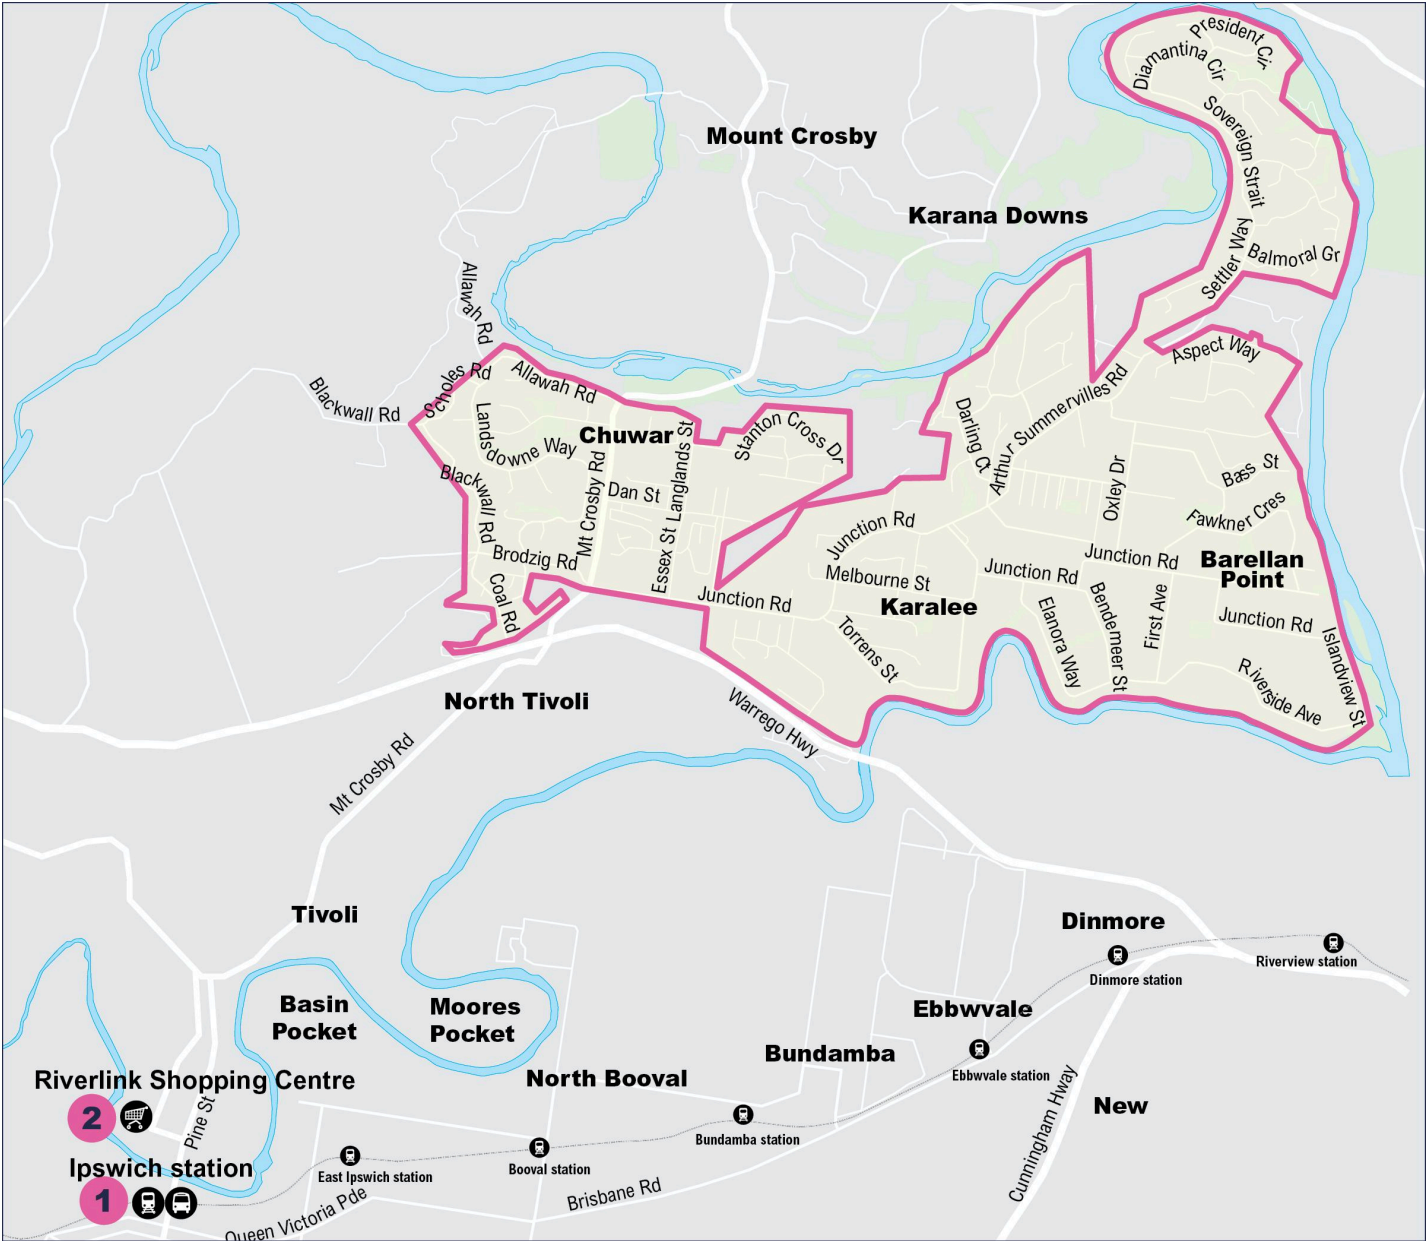 President Cir
Diamantina Cir
Sovereign Strait
Mount Crosby
Karana Downs
Settler Way
Balmoral Gr
Allawah Rd
Aspect Way
Scholes Rd
Allawah Rd
Blackwall Rd
Arthur Summervilles Rd
Darling Ct
Landsdowne Way
Chuwar
Stanton Cross Dr
Langlands St
Mt Crosby Rd
Blackwall Rd
Dan St
Oxley Dr
Bass St
Fawkner Cres
Junction Rd
Essex St
Brodzig Rd
Junction Rd
Barellan
Point
Melbourne St
Junction Rd
Coal Rd
Junction Rd
Karalee
Elanora Way
Bendemeer St
First Ave
Junction Rd
Torrens St
Islandview St
Riverside Ave
North Tivoli
Warrego Hwy
Mt Crosby Rd
Tivoli
Dinmore
Riverview station
Dinmore station
Basin
Pocket
Moores
Pocket
Ebbwvale
Bundamba
Ebbwvale station
North Booval
Riverlink Shopping Centre
2
Pine St
New
Cunningham Hwy
Bundamba station
Ipswich station
1
East Ipswich station
Booval station
Brisbane Rd
Queen Victoria Pde